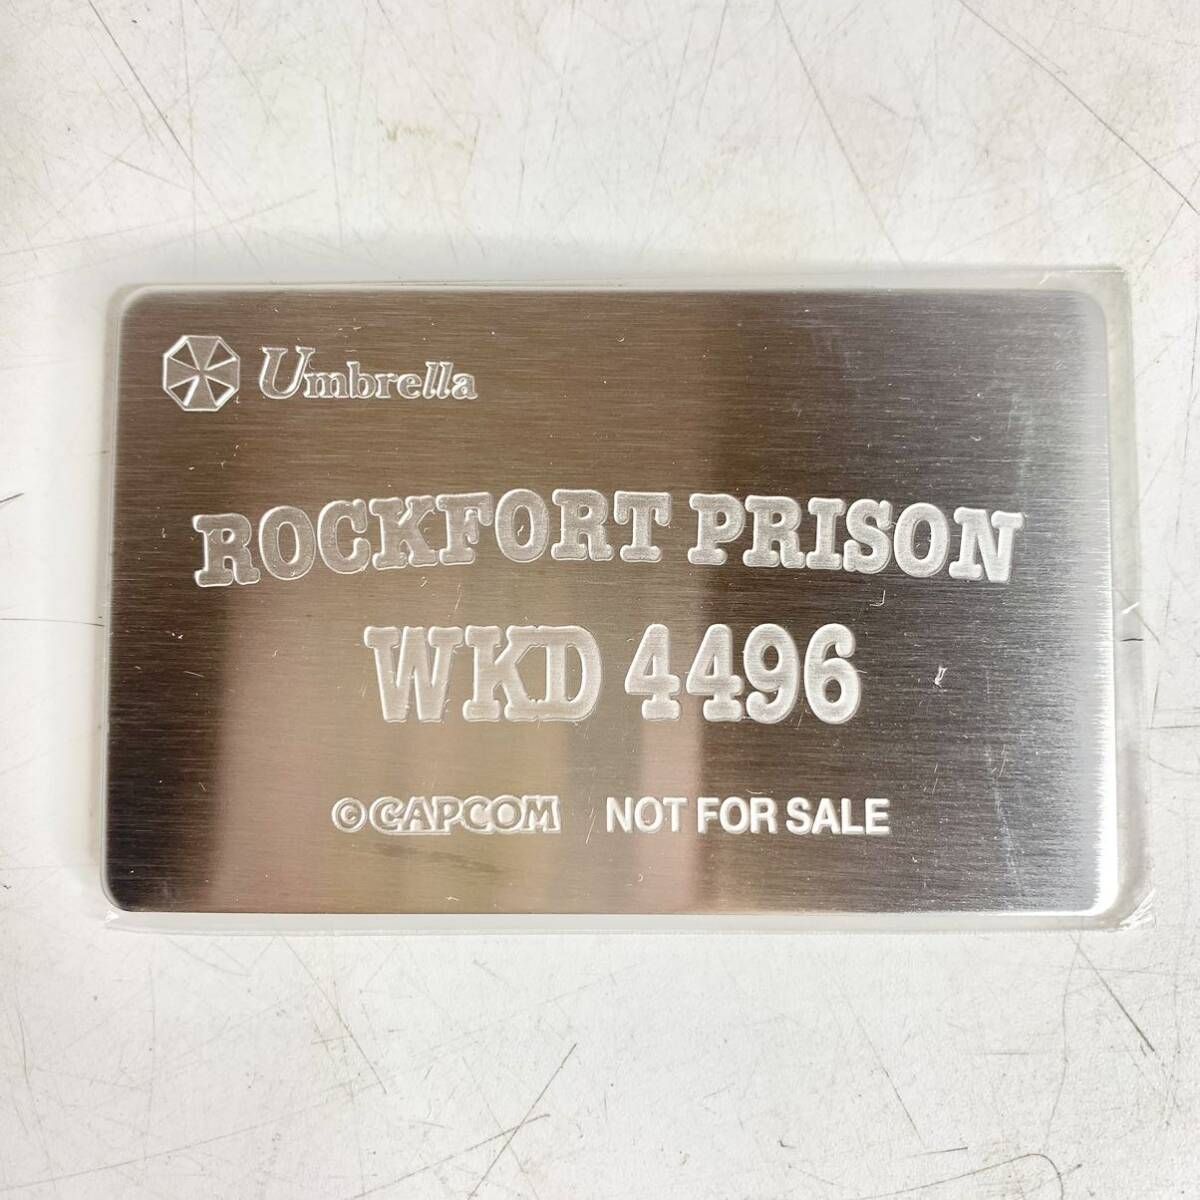 Umbrella
ROCKFORT PRISON
WKD 4496
©CAPCOM NOT FOR SALE